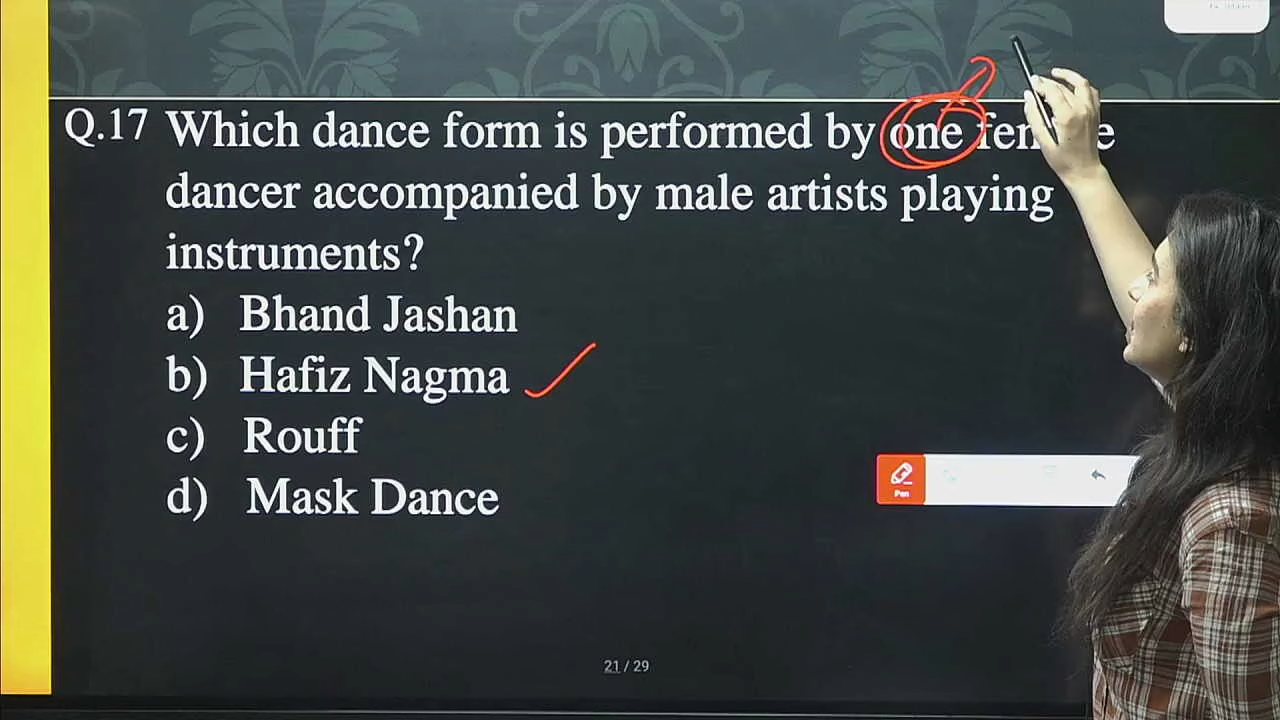 Q.17 Which dance form is performed by one
dancer accompanied by male artists playing
instruments?
a) Bhand Jashan
b) Hafiz Nagma
c) Rouff
d) Mask Dance
Pen
21 / 29